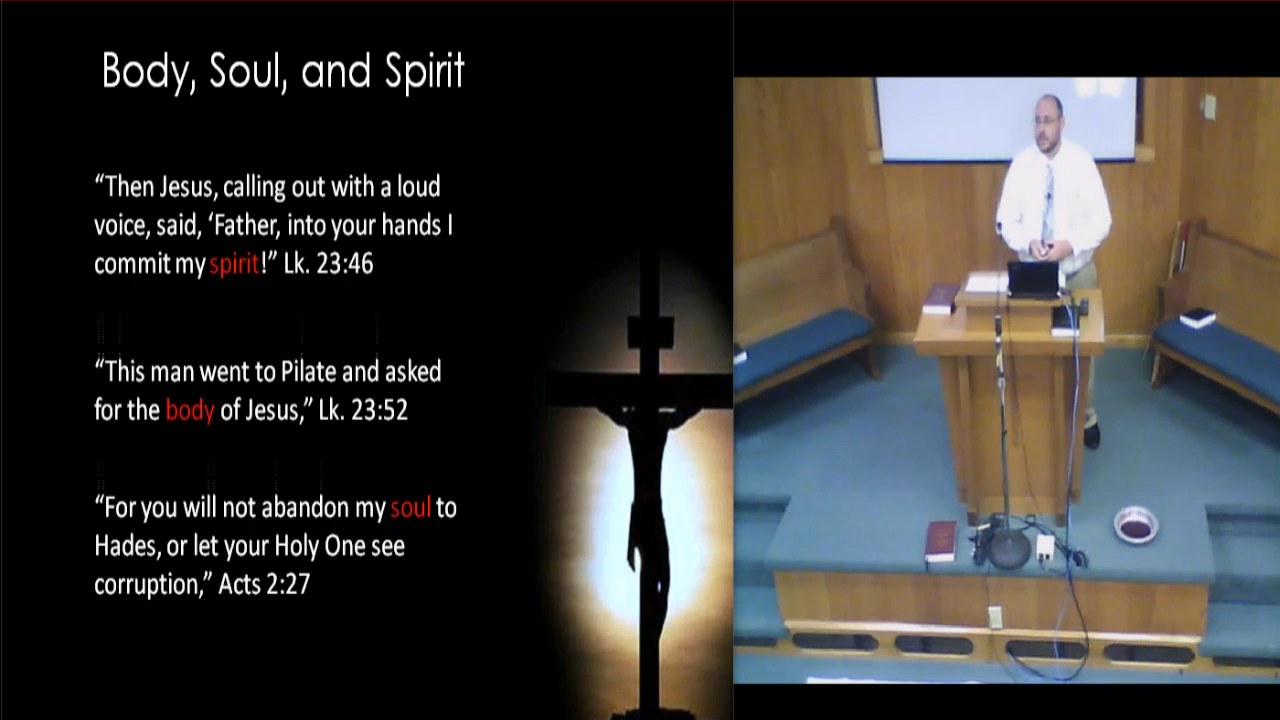 Body, Soul, and Spirit
“Then Jesus, calling out with a loud
voice, said, ‘Father, into your hands I
commit my spirit!” Lk. 23:46
“This man went to Pilate and asked
for the body of Jesus,” Lk. 23:52
“For you will not abandon my soul to
Hades, or let your Holy One see
corruption,” Acts 2:27